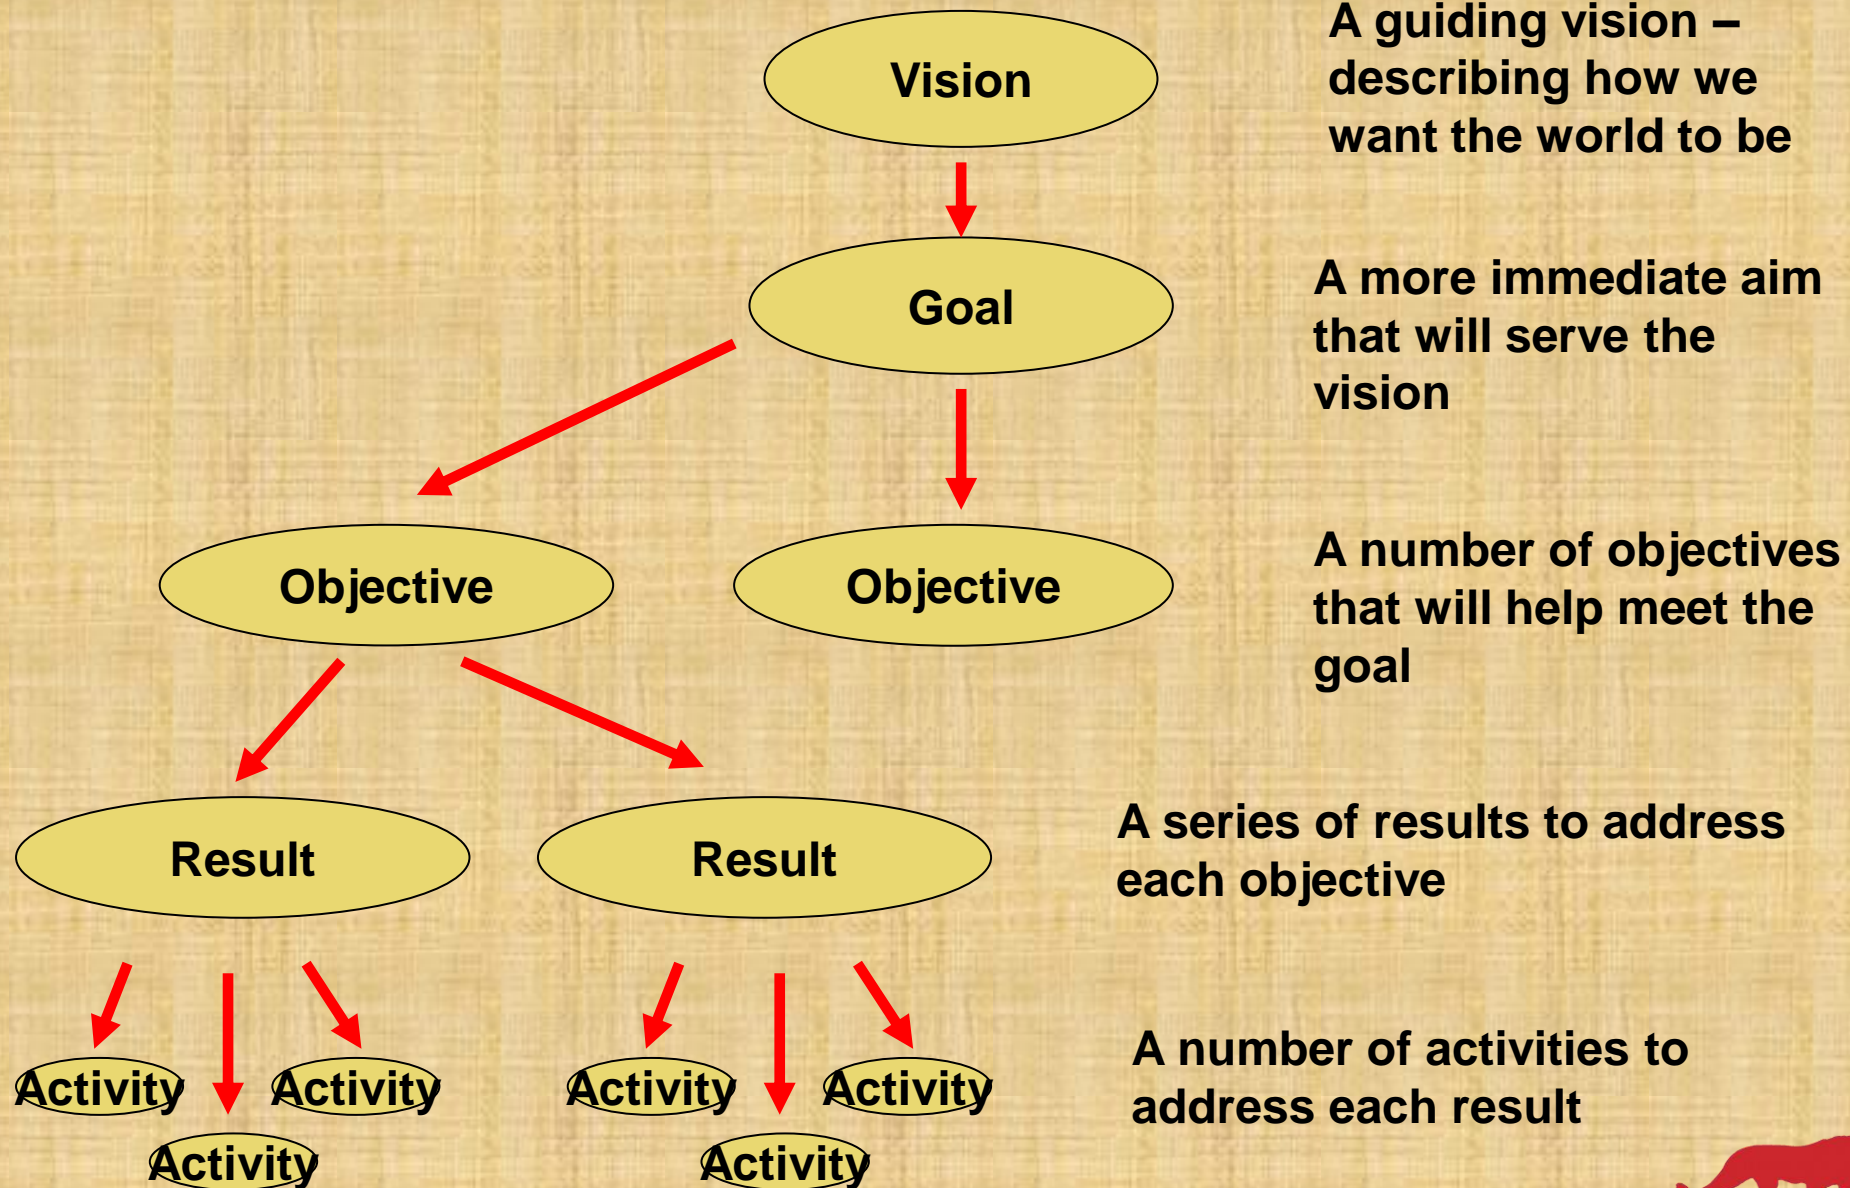 Vision
A guiding vision –
describing how we
want the world to be
Goal
A more immediate aim
that will serve the
vision
Objective
Objective
A number of objectives
that will help meet the
goal
Result
Result
A series of results to address
each objective
Activity
Activity
Activity
Activity
Activity
Activity
A number of activities to
address each result